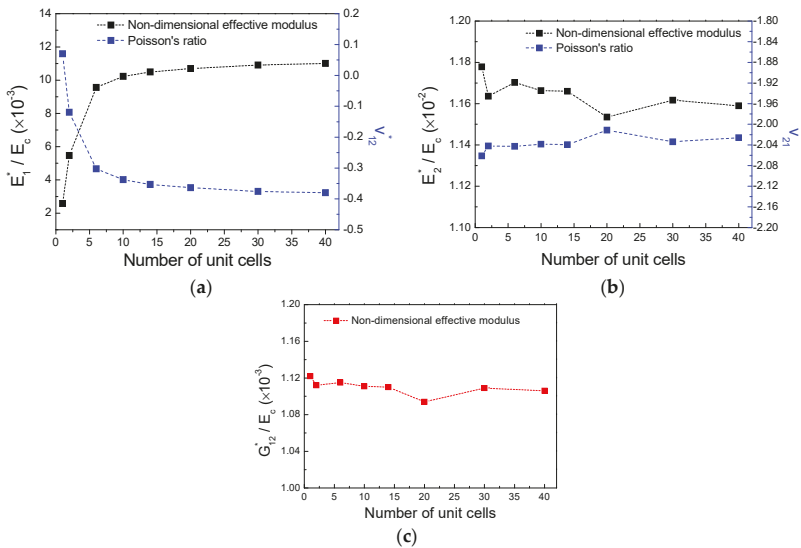 Non-dimensional effective modulus
Poisson's ratio
14
12
10
8
6
4
2
E*1 / Ec (×10-3)
0.2
0.1
0.0
-0.1
-0.2
-0.3
-0.4
-0.5
V*12
0 5 10 15 20 25 30 35 40
Number of unit cells
(a)
Non-dimensional effective modulus
Poisson's ratio
1.20
1.18
1.16
1.14
1.12
1.10
E*2 / Ec (×10-2)
-1.80
-1.84
-1.88
-1.92
-1.96
-2.00
-2.04
-2.08
-2.12
-2.16
-2.20
V21
0 5 10 15 20 25 30 35 40
Number of unit cells
(b)
Non-dimensional effective modulus
1.20
1.16
1.12
1.08
1.04
1.00
G*12 / Ec (×10-3)
0 5 10 15 20 25 30 35 40
Number of unit cells
(c)